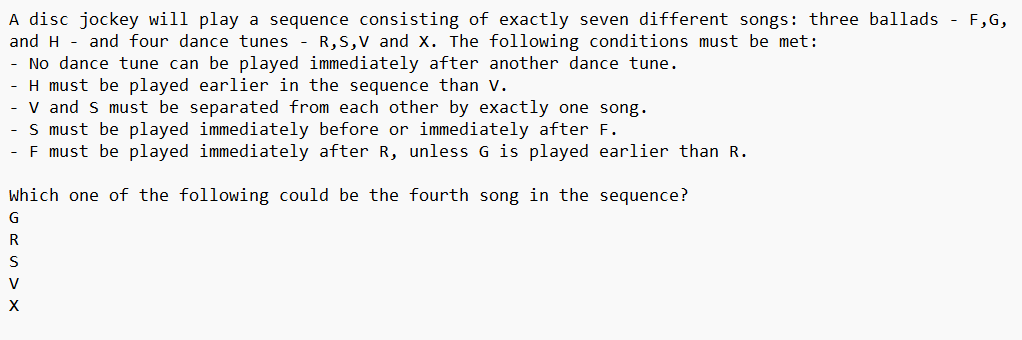 A disc jockey will play a sequence consisting of exactly seven different songs: three ballads - F,G,
and H - and four dance tunes - R,S,V and X. The following conditions must be met:
- No dance tune can be played immediately after another dance tune.
- H must be played earlier in the sequence than V.
- V and S must be separated from each other by exactly one song.
- S must be played immediately before or immediately after F.
- F must be played immediately after R, unless G is played earlier than R.
Which one of the following could be the fourth song in the sequence?
G
R
S
V
X